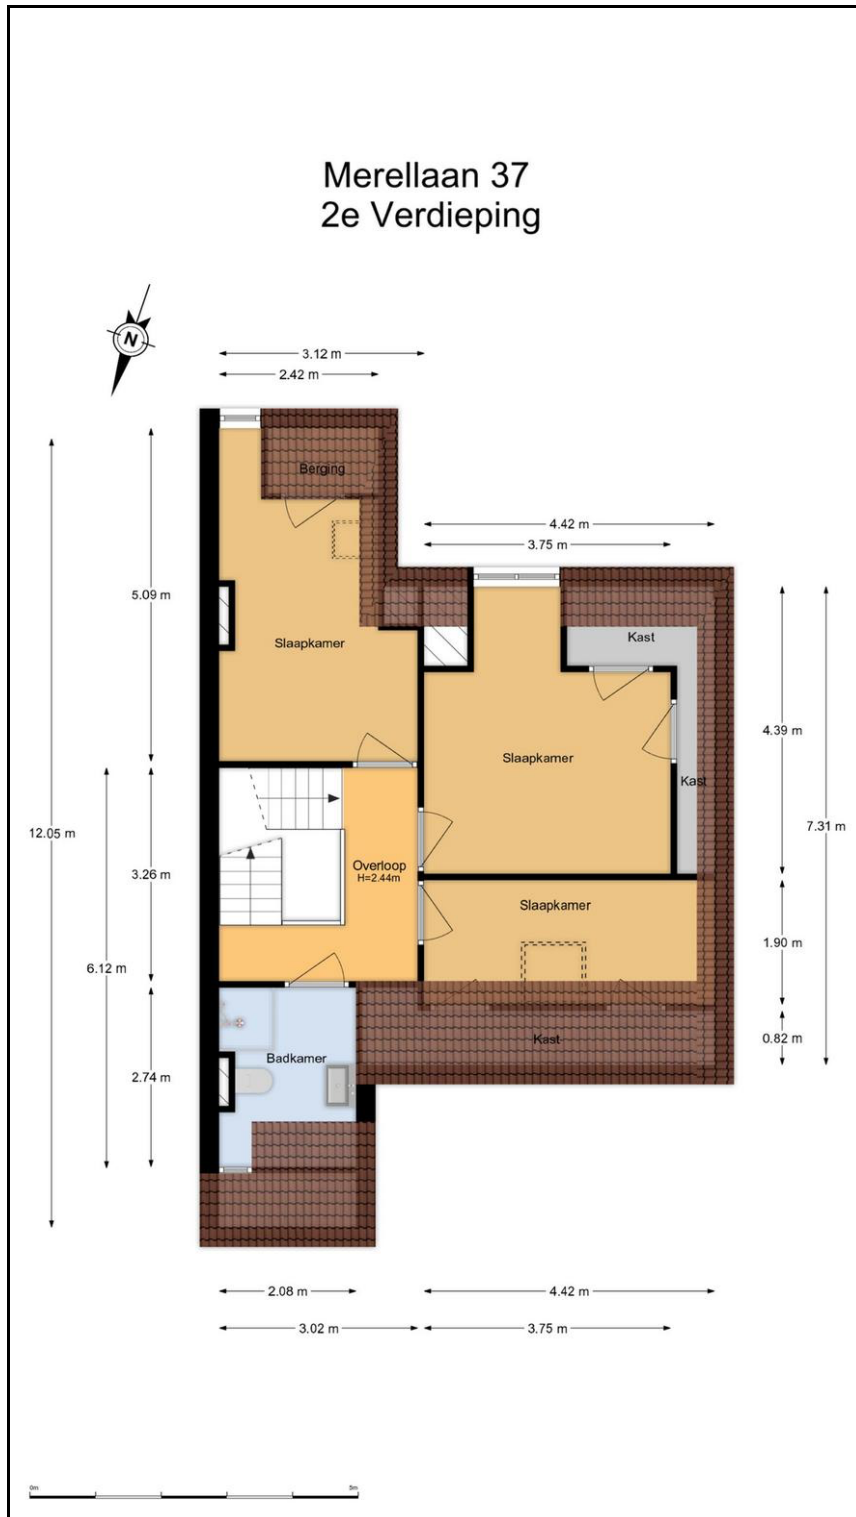 Merellaan 37
2e Verdieping
N
3.12 m
2.42 m
Berging
4.42 m
3.75 m
5.09 m
Slaapkamer
Kast
Slaapkamer
Kast
4.39 m
7.31 m
12.05 m
3.26 m
Overloop
H=2.44m
Slaapkamer
1.90 m
6.12 m
Kast
0.82 m
Badkamer
2.74 m
2.08 m
4.42 m
3.02 m
3.75 m
0m 5m